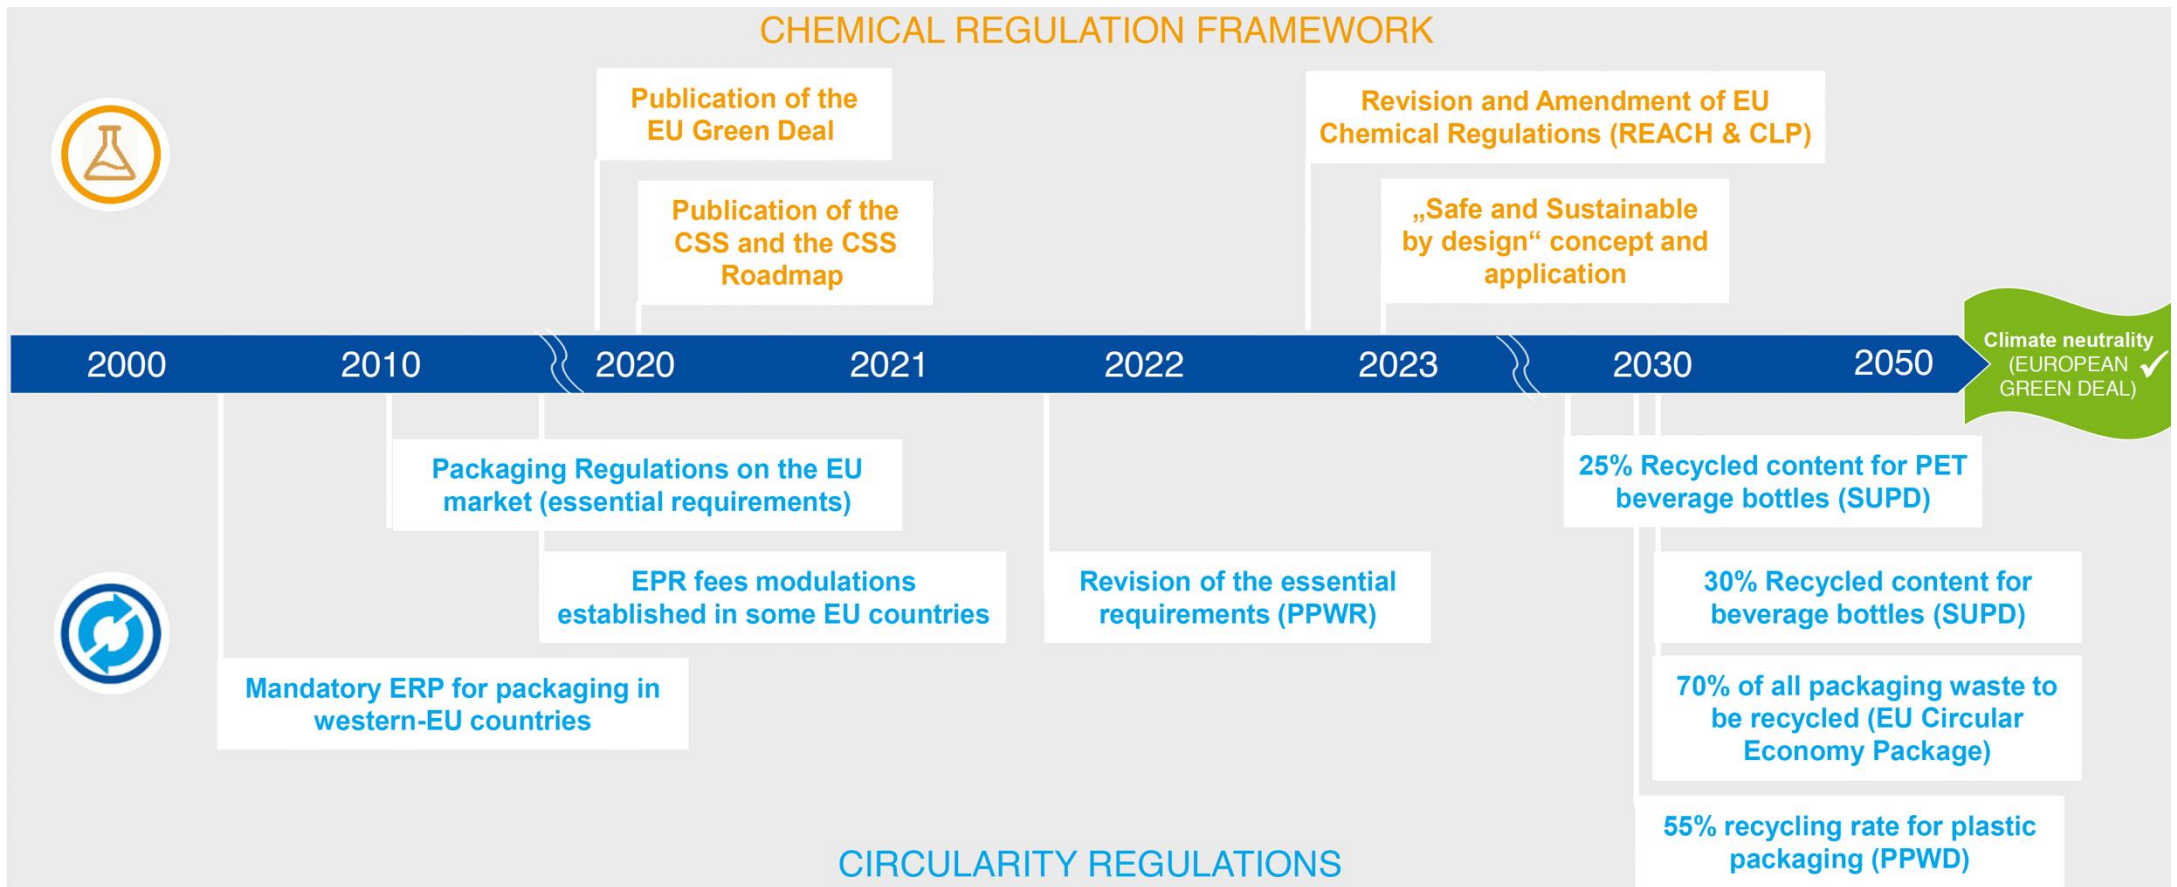 CHEMICAL REGULATION FRAMEWORK
Publication of the
EU Green Deal
Revision and Amendment of EU
Chemical Regulations (REACH & CLP)
Publication of the
CSS and the CSS
Roadmap
„Safe and Sustainable
by design“ concept and
application
2000 2010 2020 2021 2022 2023 2030 2050
Climate neutrality
(EUROPEAN
GREEN DEAL)
Packaging Regulations on the EU
market (essential requirements)
25% Recycled content for PET
beverage bottles (SUPD)
EPR fees modulations
established in some EU countries
Revision of the essential
requirements (PPWR)
30% Recycled content for
beverage bottles (SUPD)
Mandatory ERP for packaging in
western-EU countries
70% of all packaging waste to
be recycled (EU Circular
Economy Package)
55% recycling rate for plastic
packaging (PPWD)
CIRCULARITY REGULATIONS